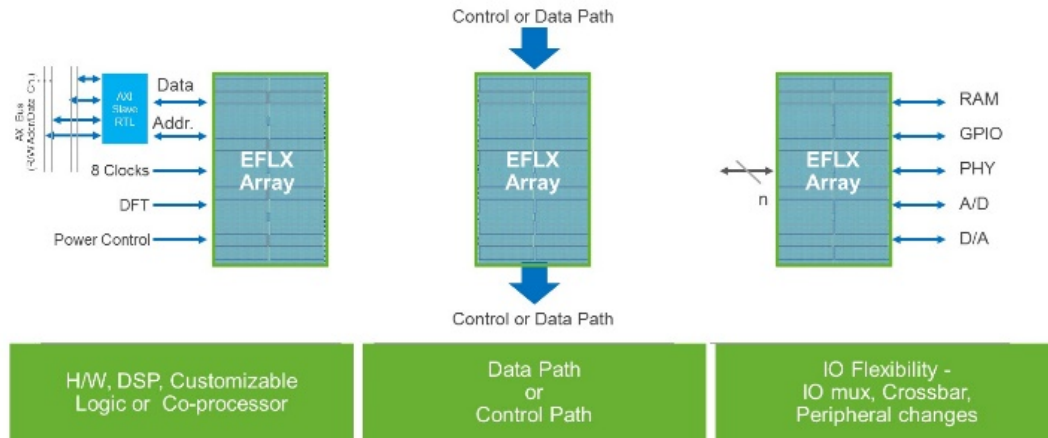 Control or Data Path
AXI
Slave
RTL
Data
Addr.
8 Clocks
DFT
Power Control
EFLX
Array
EFLX
Array
Control or Data Path
n
EFLX
Array
RAM
GPIO
PHY
A/D
D/A
H/W, DSP, Customizable
Logic or Co-processor
Data Path
or
Control Path
IO Flexibility -
IO mux, Crossbar,
Peripheral changes